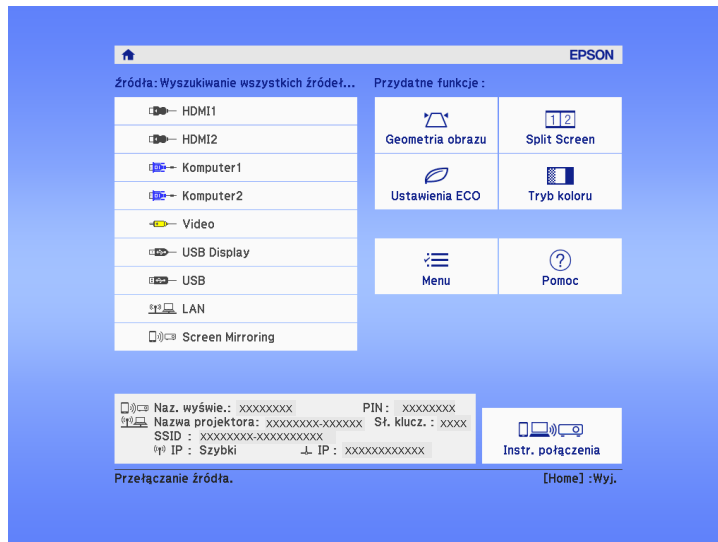 EPSON
Źródła: Wyszukiwanie wszystkich źródeł...
HDMI1
HDMI2
Komputer1
Komputer2
Video
USB Display
USB
LAN
Screen Mirroring
Przydatne funkcje :
Geometria obrazu
1 2
Split Screen
Ustawienia ECO
Tryb koloru
Menu
?
Pomoc
Naz. wyświe.: xxxxxxxx PIN : xxxxxxxx
Nazwa projektora: xxxxxxxx-xxxxxx Sł. klucz. : xxxx
SSID : xxxxxxxx-xxxxxxxxxx
IP : Szybki IP : xxxxxxxxxxxx
Instr. połączenia
Przełączanie źródła. [Home] :Wyj.